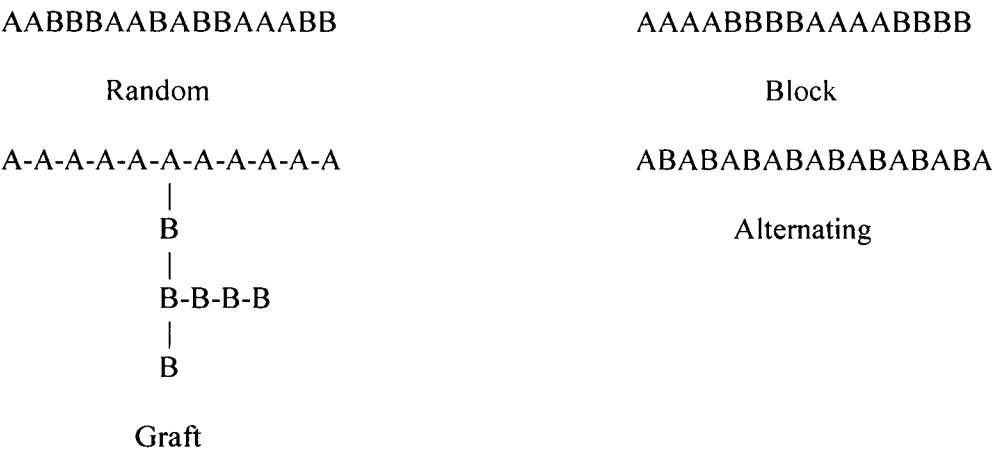 AABBBAABABBAAABB
Random
AAAABBBBAAAABBBB
Block
A-A-A-A-A-A-A-A-A-A-A
|
B
|
B-B-B-B
|
B
Graft
ABABABABABABABABA
Alternating